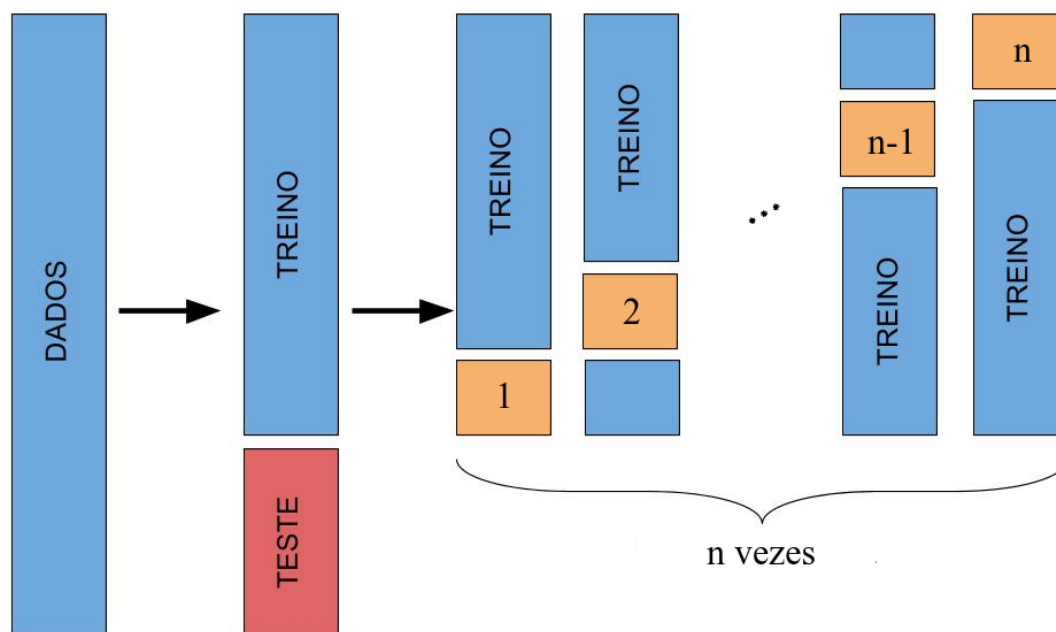 DADOS
TREINO
TESTE
TREINO
1
TREINO
2
n-1
TREINO
n
TREINO
n vezes